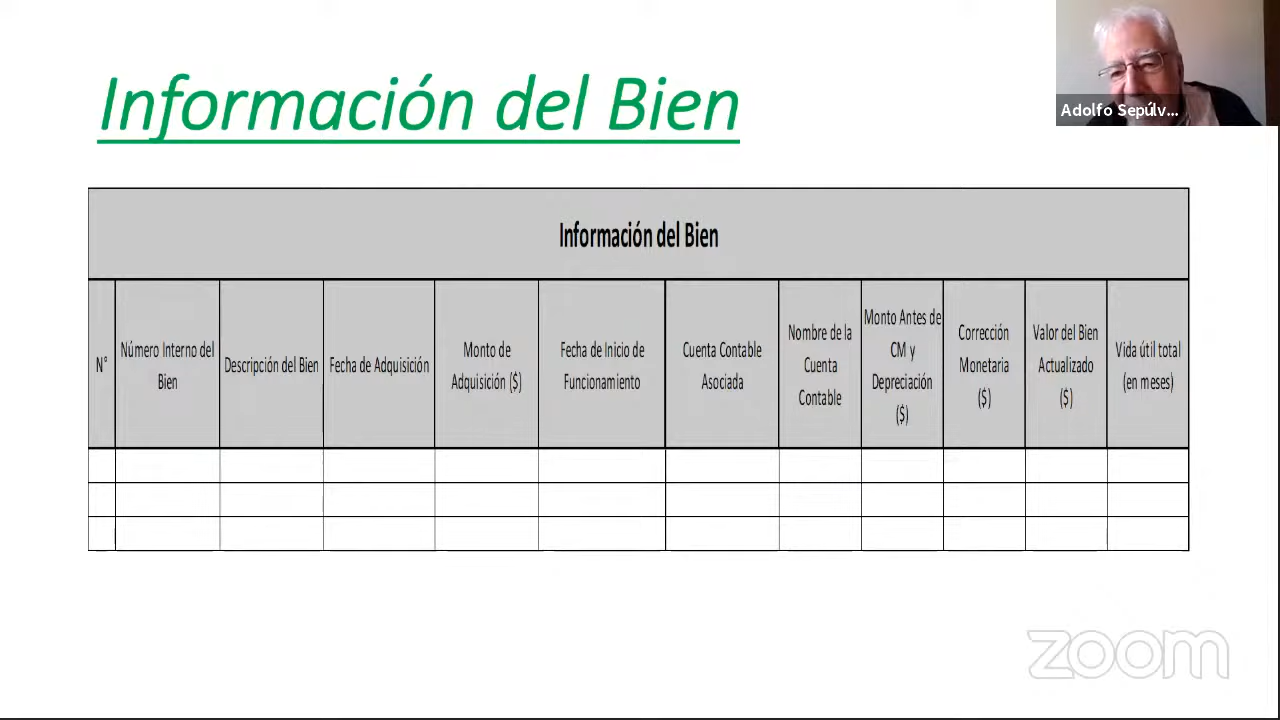 Información del Bien
Adolfo Sepúlv...
Información del Bien
N°
Número Interno del
Bien
Descripción del Bien
Fecha de Adquisición
Monto de
Adquisición ($)
Fecha de Inicio de
Funcionamiento
Cuenta Contable
Asociada
Nombre de la
Cuenta
Contable
Monto Antes de
CM y
Depreciación
($)
Corrección
Monetaria
($)
Valor del Bien
Actualizado
($)
Vida útil total
(en meses)
zoom